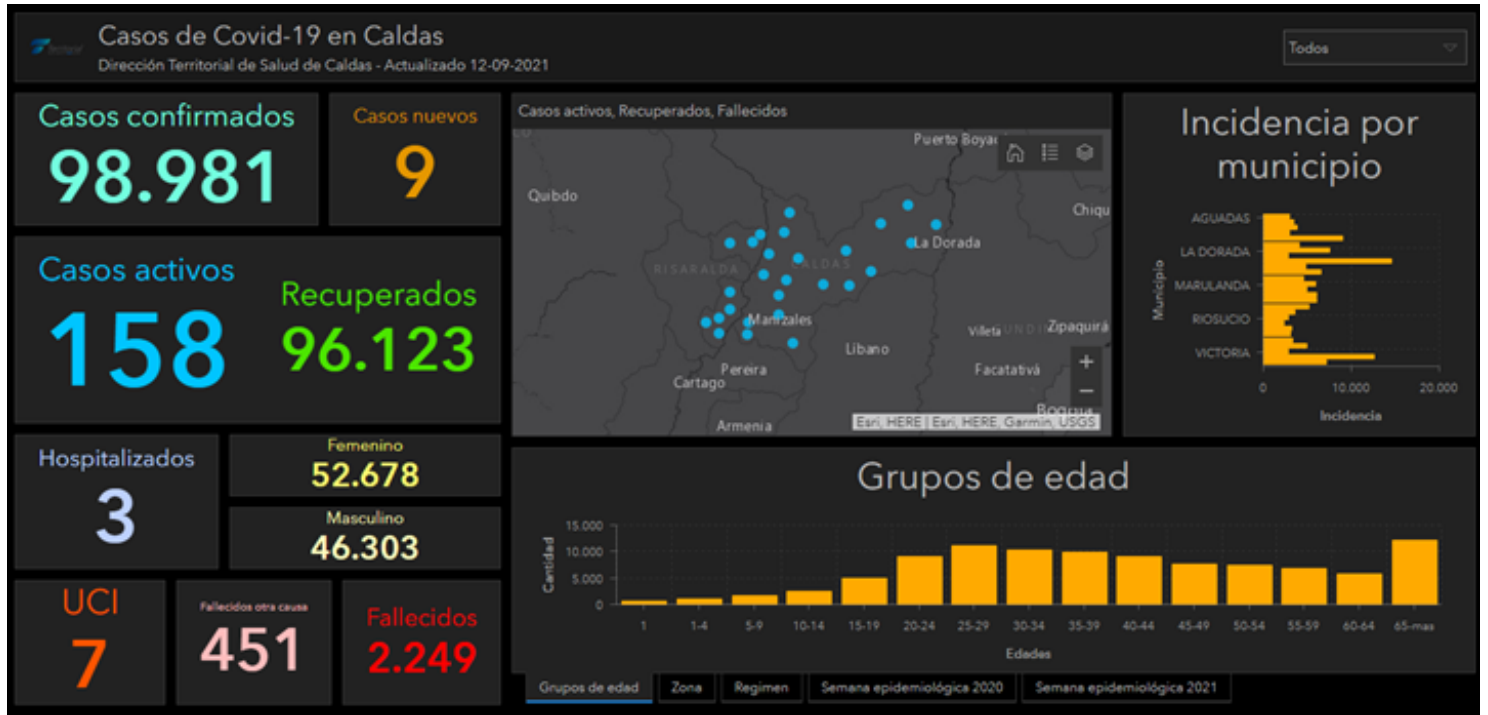 Casos de Covid-19 en Caldas
Dirección Territorial de Salud de Caldas - Actualizado 12-09-2021
Todos
Casos confirmados
98.981
Casos nuevos
9
Casos activos
158
Recuperados
96.123
Hospitalizados
3
Femenino
52.678
Masculino
46.303
UCI
7
Fallecidos otra causa
451
Fallecidos
2.249
Casos activos, Recuperados, Fallecidos
Puerto Boyac
Quibdo
Chiqu
La Dorada
RISARALDA
CALDAS
Manizales
Villeta
UNDIN
Zipaquirá
Libano
Pereira
Facatativá
Cartago
Armenia
+
−
Esri, HERE | Esri, HERE, Garmin, USGS
Incidencia por
municipio
AGUADAS
LA DORADA
MARULANDA
RIOSUCIO
VICTORIA
Municipio
0 10.000 20.000
Incidencia
Grupos de edad
15.000
10.000
5.000
0
Cantidad
1 1-4 5-9 10-14 15-19 20-24 25-29 30-34 35-39 40-44 45-49 50-54 55-59 60-64 65-mas
Edades
Grupos de edad Zona Regimen Semana epidemiológica 2020 Semana epidemiológica 2021